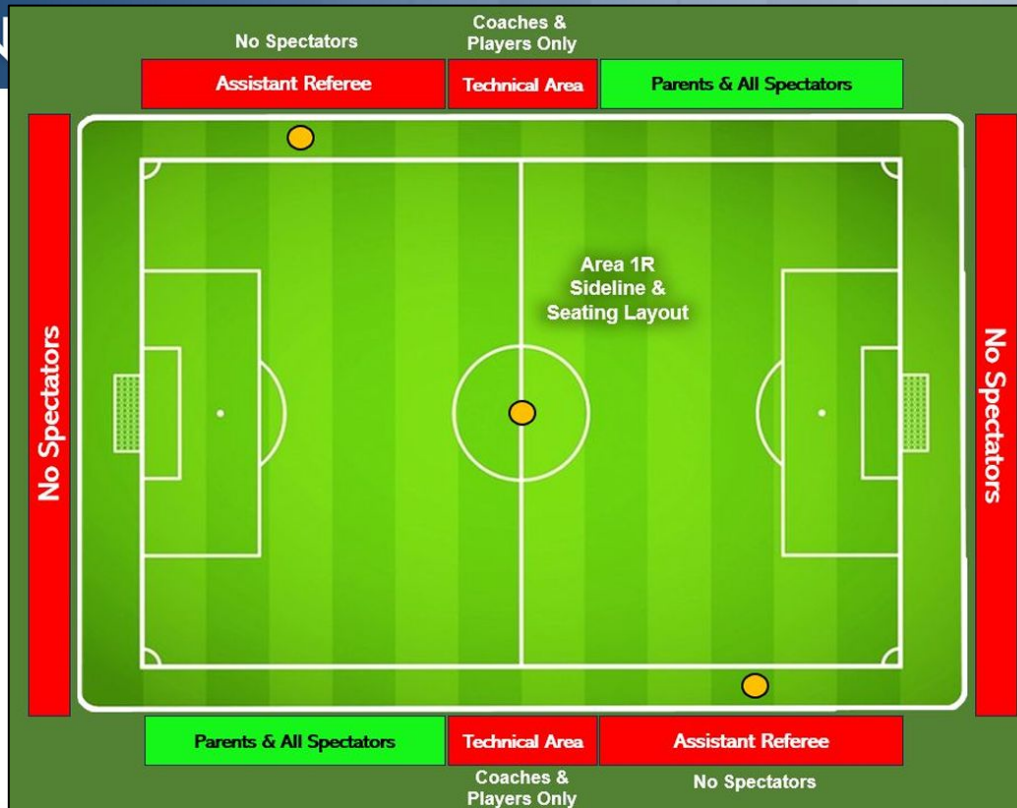 No Spectators
Coaches &
Players Only
Assistant Referee
Technical Area
Parents & All Spectators
Area 1R
Sideline &
Seating Layout
No Spectators
No Spectators
Parents & All Spectators
Technical Area
Assistant Referee
Coaches &
Players Only
No Spectators